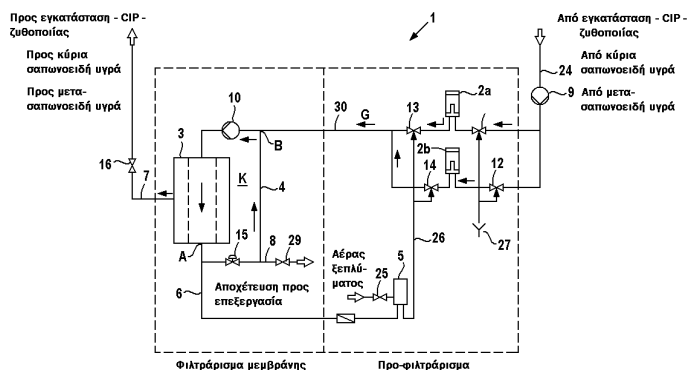 Προς εγκατάσταση - CIP -
ζυθοποιίας
Προς κύρια
σαπωνοειδή υγρά
Προς μετα-
σαπωνοειδή υγρά
1
Από εγκατάσταση - CIP -
ζυθοποιίας
Από κύρια
σαπωνοειδή υγρά
24
9
Από μετα-
σαπωνοειδή υγρά
10
30
G
13
2a
3
B
2b
16
K
14
12
7
4
A
15
8
29
26
27
Αέρας
ξεπλύ-
ματος
5
25
6
Αποχέτευση προς
επεξεργασία
Φιλτράρισμα μεμβράνης
Προ-φιλτράρισμα